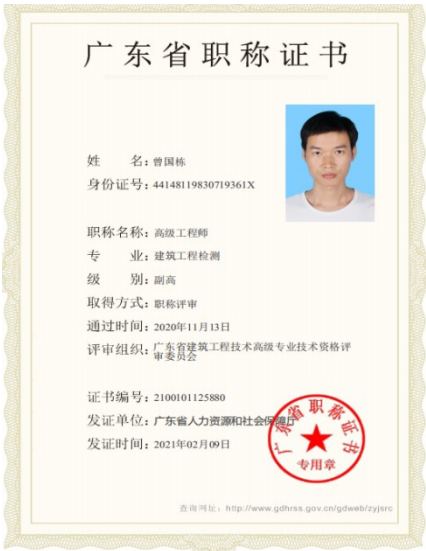 广东省职称证书
姓 名：曾国栋
身份证号：44148119830719361X
职称名称：高级工程师
专 业：建筑工程检测
级 别：副高
取得方式：职称评审
通过时间：2020年11月13日
评审组织：广东省建筑工程技术高级专业技术资格评
审委员会
证书编号：2100101125880
发证单位：广东省人力资源和社会保障厅
发证时间：2021年02月09日
广东省职称证书
专用章
查询网址：http://www.gdhrss.gov.cn/gdweb/zyjsrc